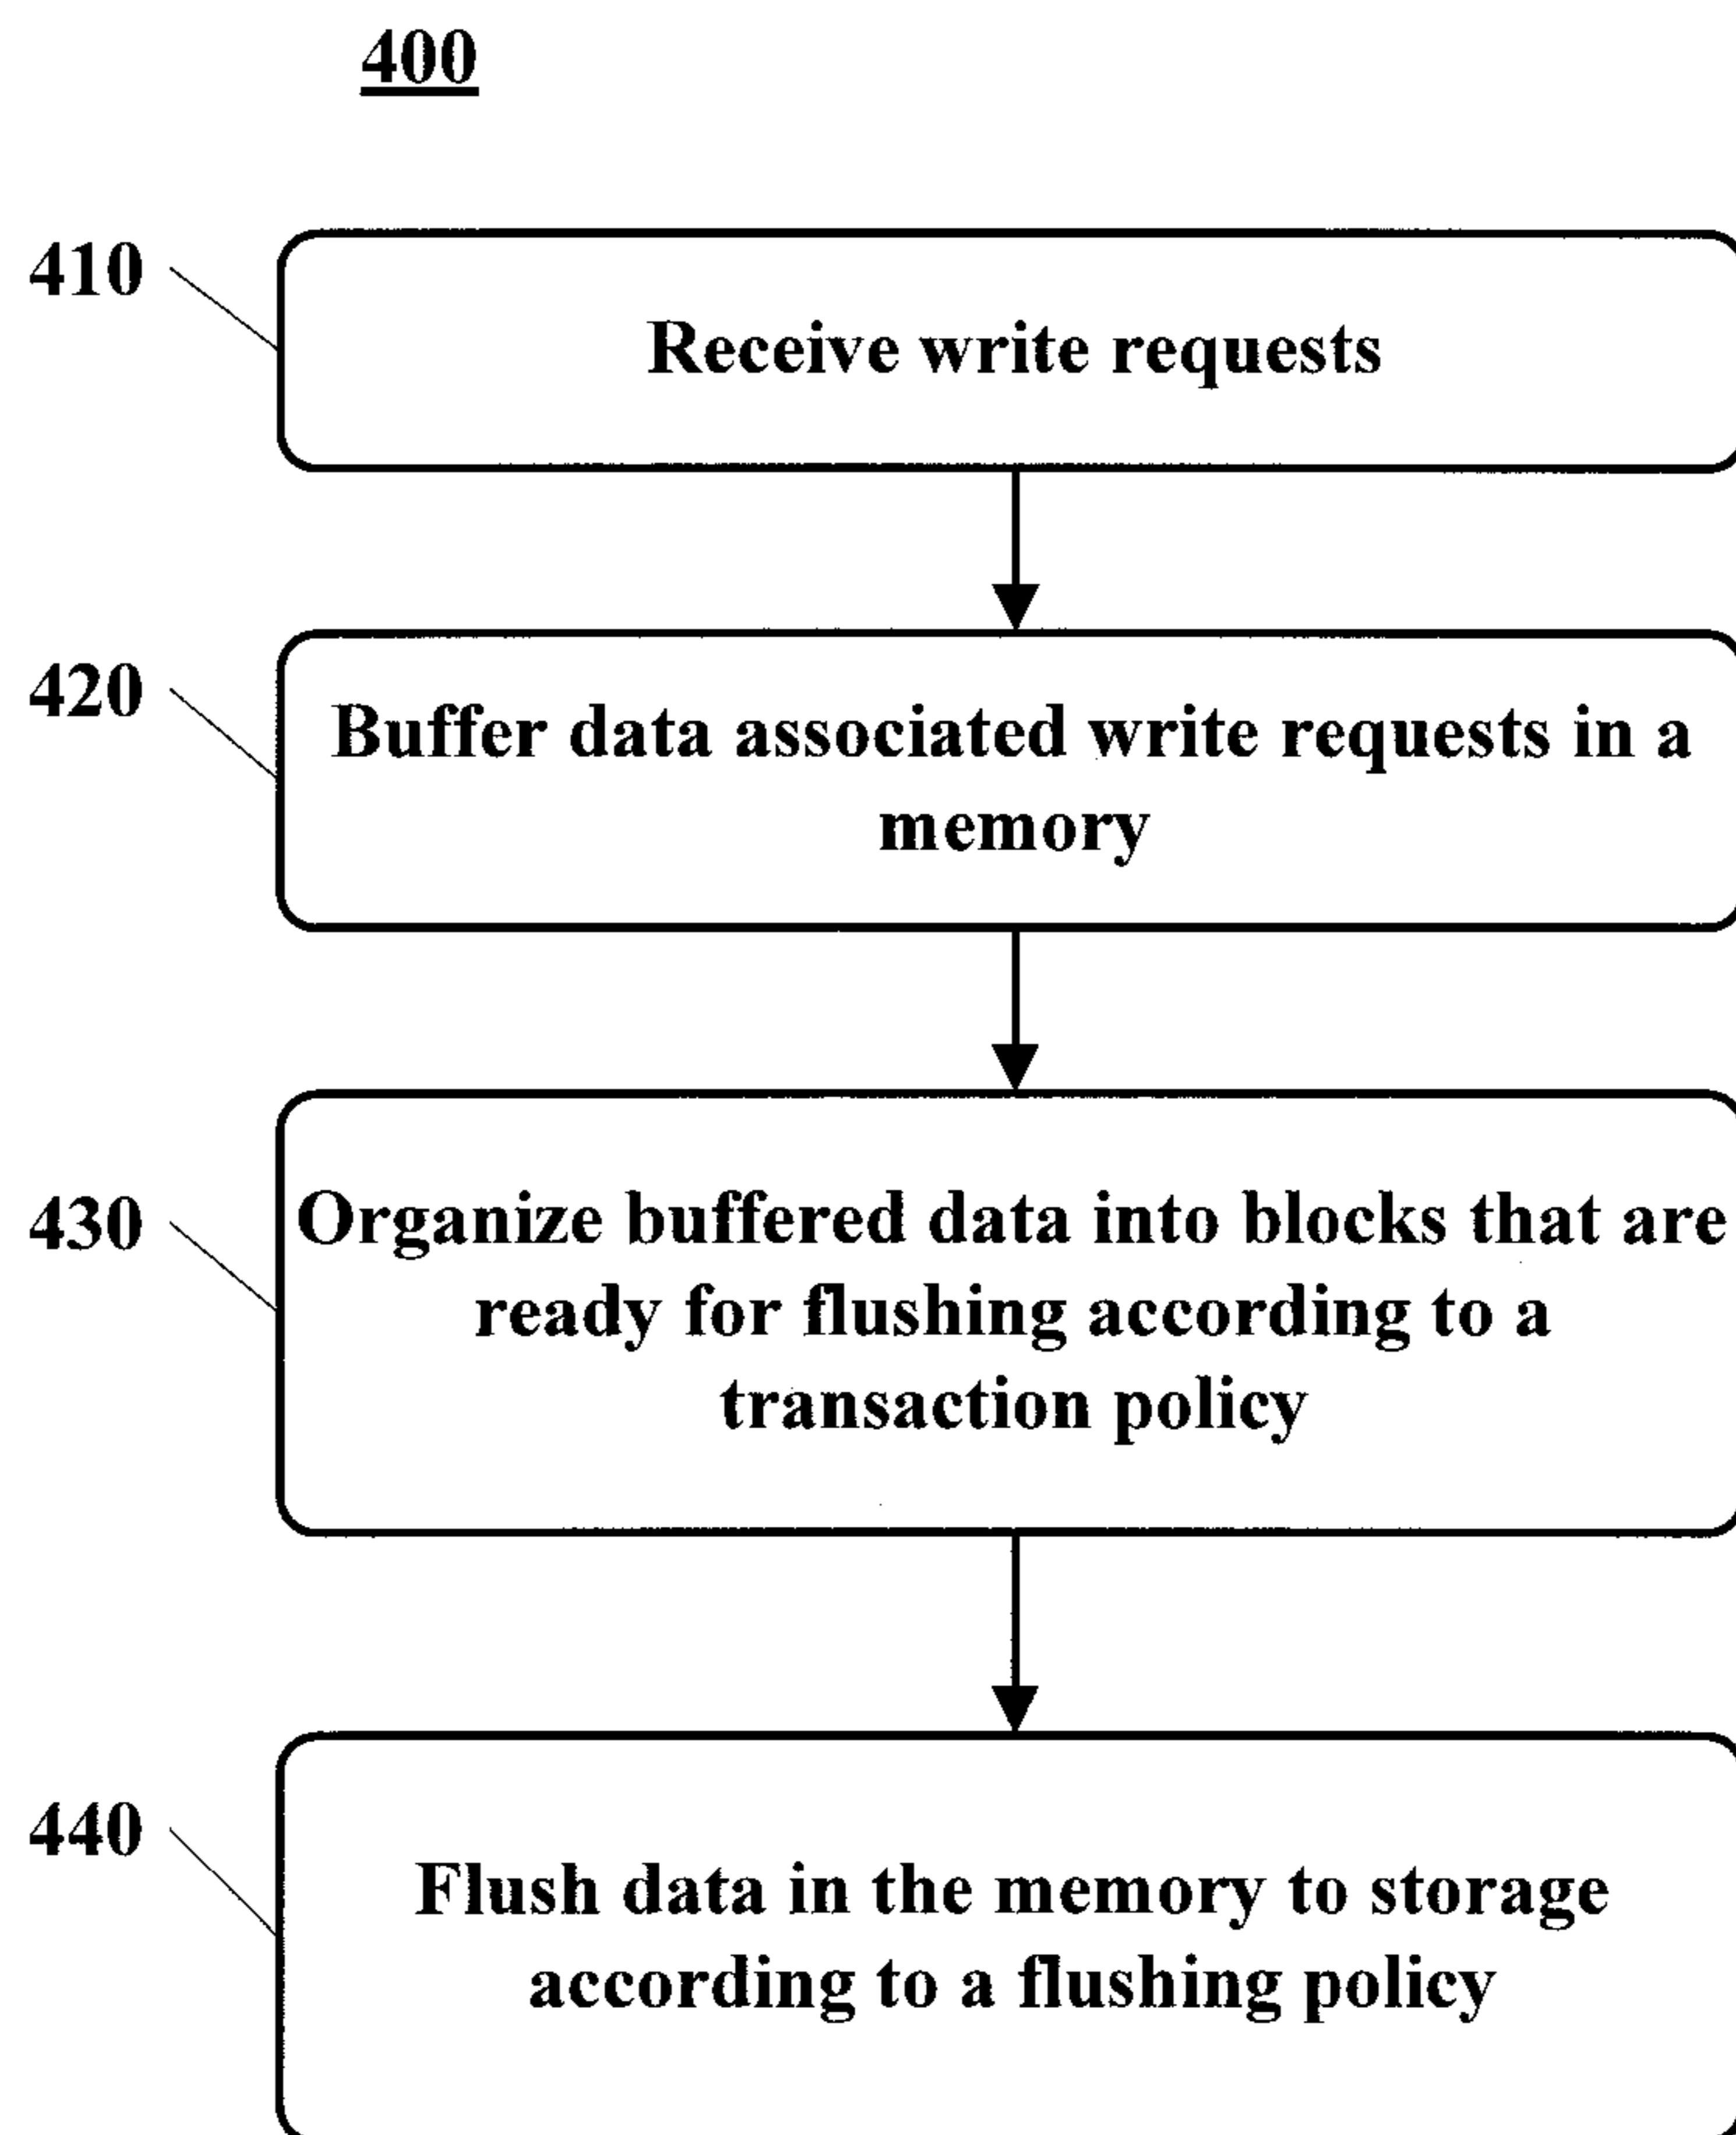 400
410
Receive write requests
420
Buffer data associated write requests in a
memory
430
Organize buffered data into blocks that are
ready for flushing according to a
transaction policy
440
Flush data in the memory to storage
according to a flushing policy